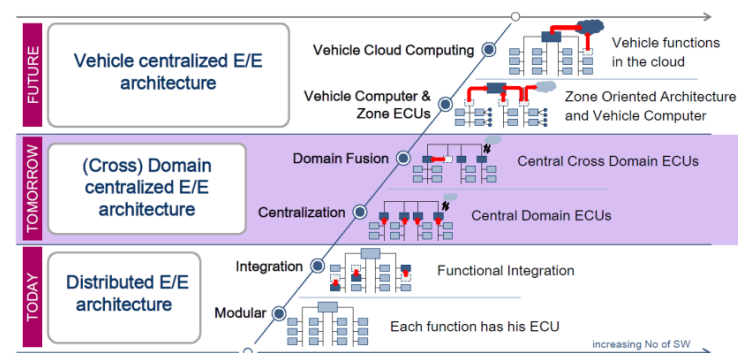 FUTURE
Vehicle centralized E/E
architecture
Vehicle Cloud Computing
Vehicle functions
in the cloud
Vehicle Computer &
Zone ECUs
Zone Oriented Architecture
and Vehicle Computer
TOMORROW
(Cross) Domain
centralized E/E
architecture
Domain Fusion
Central Cross Domain ECUs
Centralization
Central Domain ECUs
TODAY
Distributed E/E
architecture
Integration
Functional Integration
Modular
Each function has his ECU
increasing No of SW